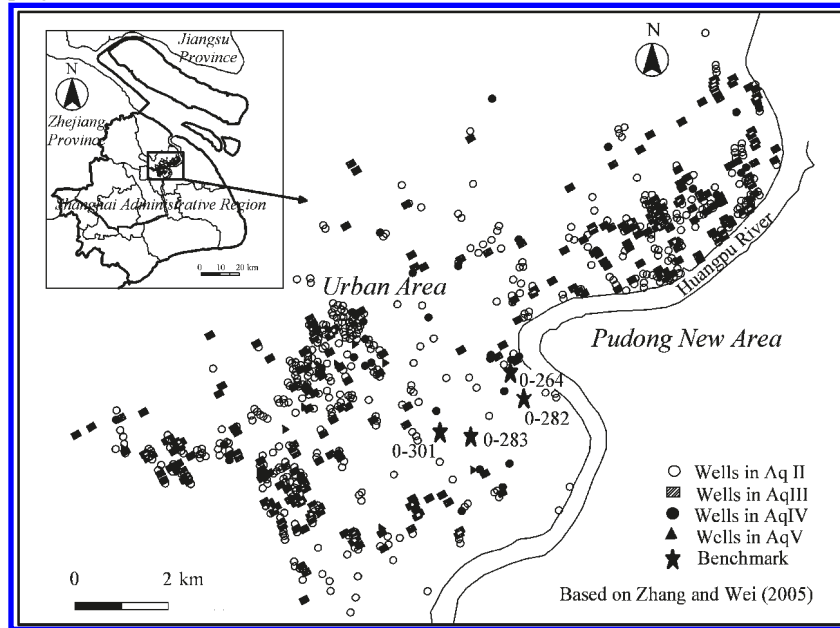 Jiangsu
Province
N
Zhejiang
Province
Shanghai Administrative Region
0 10 20 km
N
Urban Area
Huangpu River
Pudong New Area
0-264
0-282
0-301
0-283
Wells in Aq II
Wells in AqIII
Wells in AqIV
Wells in AqV
Benchmark
0 2 km
Based on Zhang and Wei (2005)